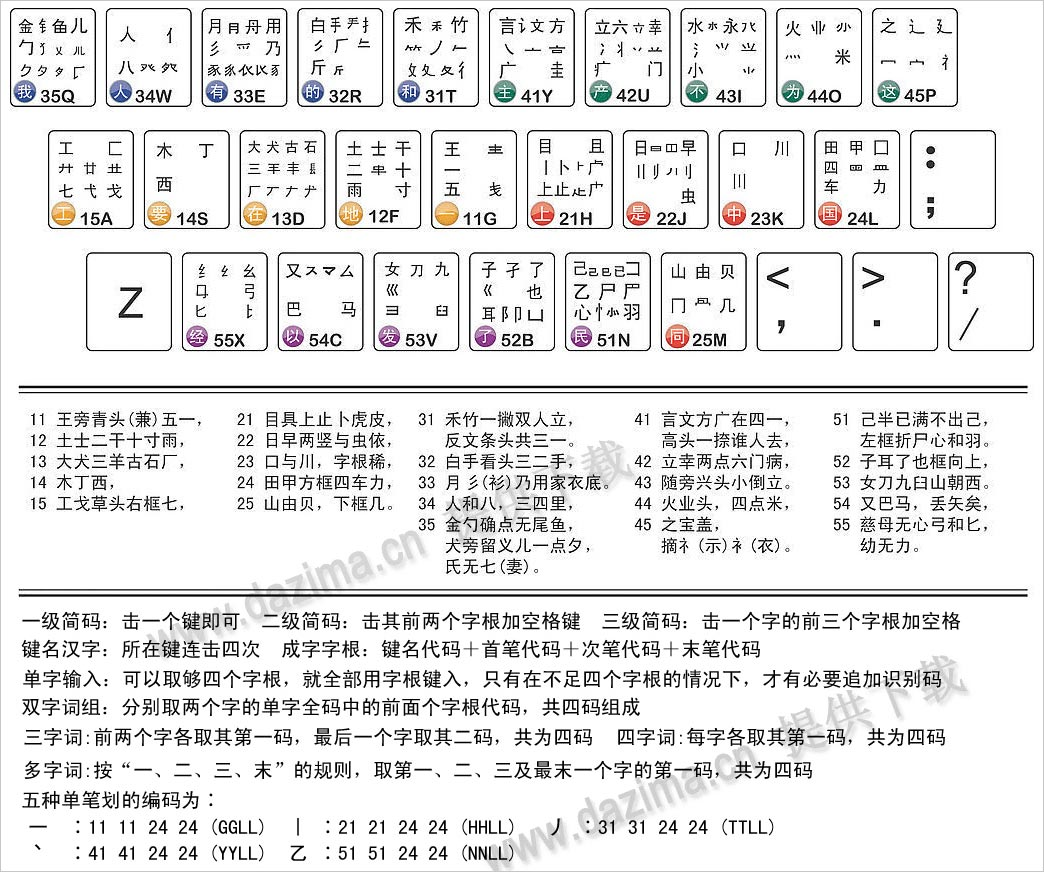 金钅鱼儿 人亻 月冃舟用 白手龵扌 禾⺮竹 言讠文方 立六立辛 水氺永 火业 之辶廴
勹犭乂儿 彡爫乃 彡厂 丿 丶亠 冫丬丷 氵 灬米 冖宀礻
クタ厂 八癶 豕 斤斤 攵夂彳 广圭 疒门 小
我 35Q 人 34W 有 33E 的 32R 和 31T 主 41Y 产 42U 不 43I 为 44O 这 45P
工匚 木丁 大犬古石 土士干 王 目且 日曰早 口川 田甲囗 :
廾廿 西 三 二 一 丨卜 刂 川 四皿
七弋戈 厂 雨寸 五 上止 虫 车力 ;
工 15A 要 14S 在 13D 地 12F 一 11G 上 21H 是 22J 中 23K 国 24L
纟幺 又スマム 女刀九 子孑了 己巳已コ 山由贝 < > ?
Z 弓 巛 巜也 乙尸 冂几
匕 巴马 彐臼 耳阝卩凵 心忄羽 , . /
经 55X 以 54C 发 53V 了 52B 民 51N 同 25M
11 王旁青头(兼)五一,
12 土士二干十寸雨,
13 大犬三羊古石厂,
14 木丁西,
15 工戈草头右框七,
21 目具上止卜虎皮,
22 日早两竖与虫依,
23 口与川,字根稀,
24 田甲方框四车力,
25 山由贝,下框几。
31 禾竹一撇双人立,
反文条头共三一。
32 白手看头三二手,
33 月彡(衫)乃用家衣底。
34 人和八,三四里,
35 金勺确点无尾鱼,
犬旁留义儿一点夕,
氏无七(妻)。
41 言文方广在四一,
高头一捺谁人去,
42 立幸两点六门病,
43 随旁兴头小倒立。
44 火业头,四点米,
45 之宝盖,
摘礻(示)衤(衣)。
51 己半已满不出己,
左框折尸心和羽。
52 子耳了也框向上,
53 女刀九臼山朝西。
54 又巴马,丢矢矣,
55 慈母无心弓和匕,
幼无力。
一级简码:击一个键即可 二级简码:击其前两个字根加空格键 三级简码:击一个字的前三个字根加空格
键名汉字:所在键连击四次 成字字根:键名代码+首笔代码+次笔代码+末笔代码
单字输入:可以取够四个字根,就全部用字根键入,只有在不足四个字根的情况下,才有必要追加识别码
双字词组:分别取两个字的单字全码中的前面个字根代码,共四码组成
三字词:前两个字各取其第一码,最后一个字取其二码,共为四码 四字词:每字各取其第一码,共为四码
多字词:按“一、二、三、末”的规则,取第一、二、三及最末一个字的第一码,共为四码
五种单笔划的编码为:
一 :11 11 24 24 (GGLL) 丨 :21 21 24 24 (HHLL) 丿 :31 31 24 24 (TTLL)
丶 :41 41 24 24 (YYLL) 乙 :51 51 24 24 (NNLL)
www.dazima.cn 提供下载
www.dazima.cn 提供下载